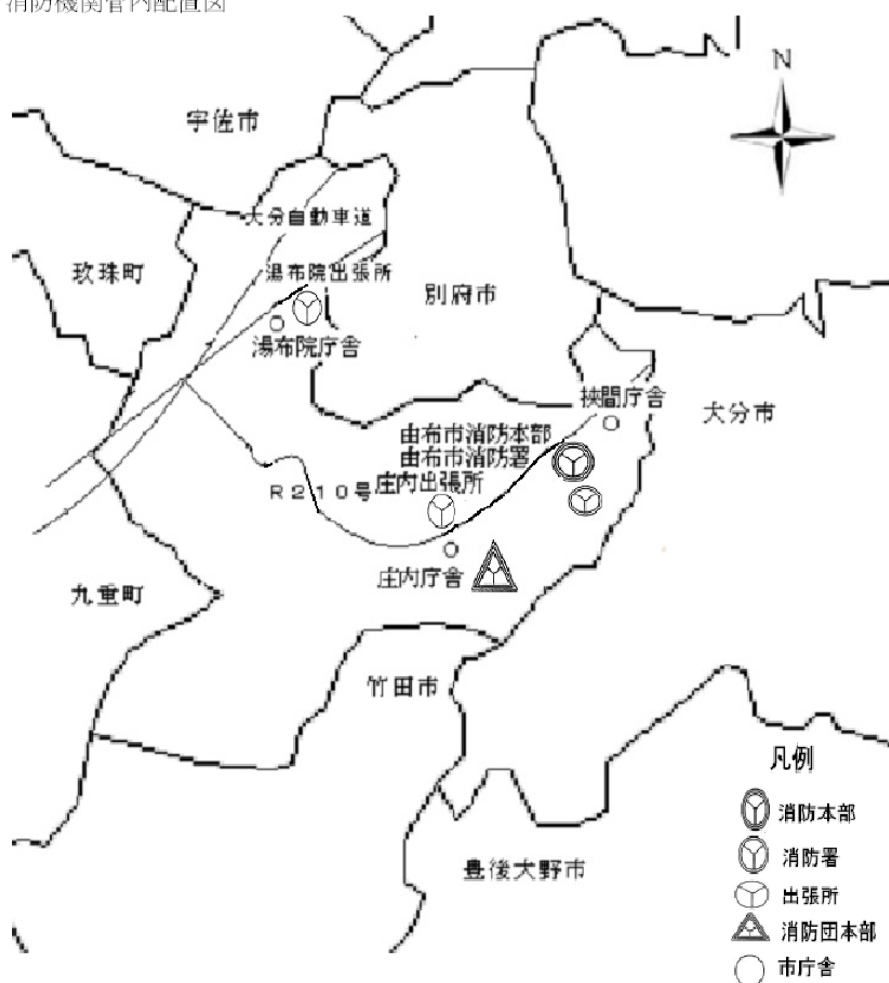 消防機関管内配置図
N
宇佐市
大分自動車道
玖珠町
湯布院出張所
別府市
湯布院庁舎
挾間庁舎
大分市
由布市消防本部
由布市消防署
R210号
庄内出張所
庄内庁舎
九重町
竹田市
豊後大野市
凡例
消防本部
消防署
出張所
消防団本部
市庁舎